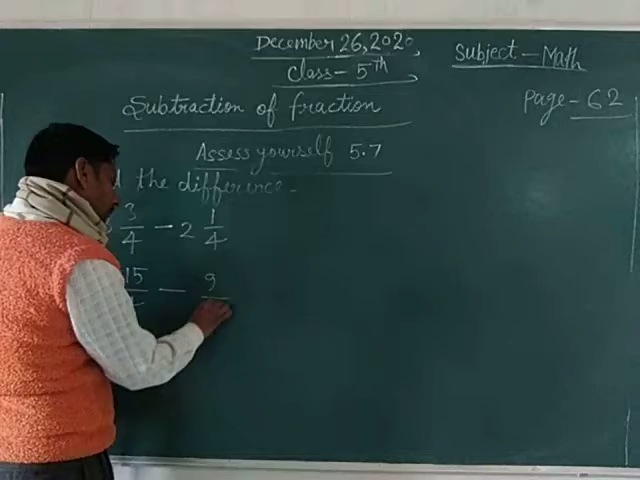 December 26, 2020,
Subject - Math
Class - 5th
Page - 62
Subtraction of fraction
Assess yourself 5.7
the difference.
3/4 - 2 1/4
15/ - 9/